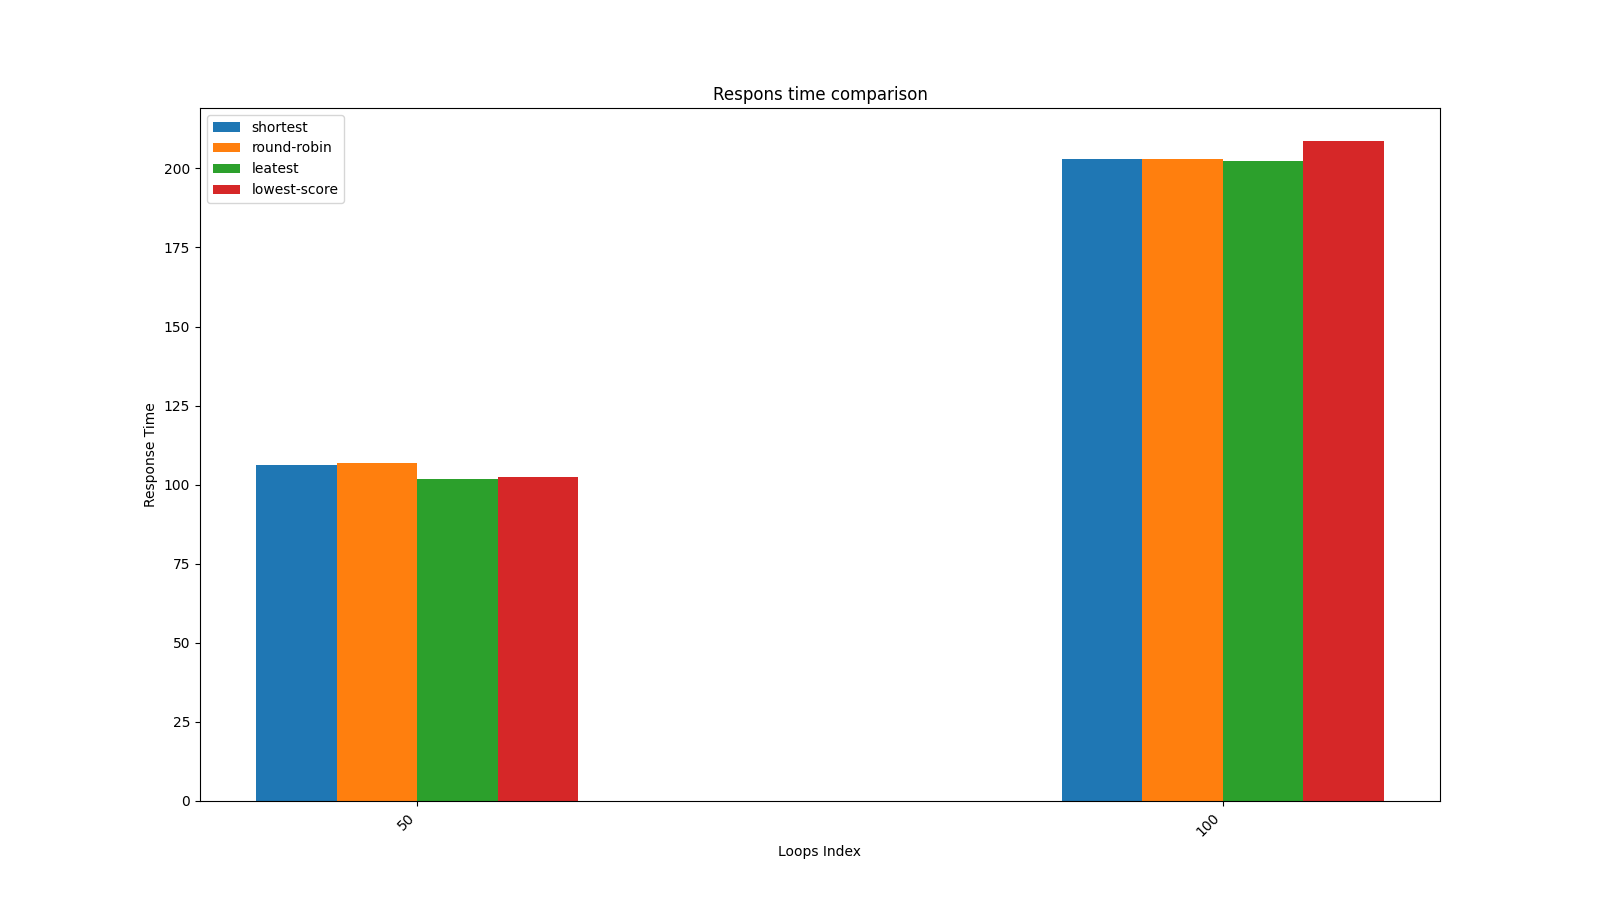 Respons time comparison
shortest
round-robin
leatest
lowest-score
200
175
150
125
100
75
50
25
0
Response Time
50
100
Loops Index